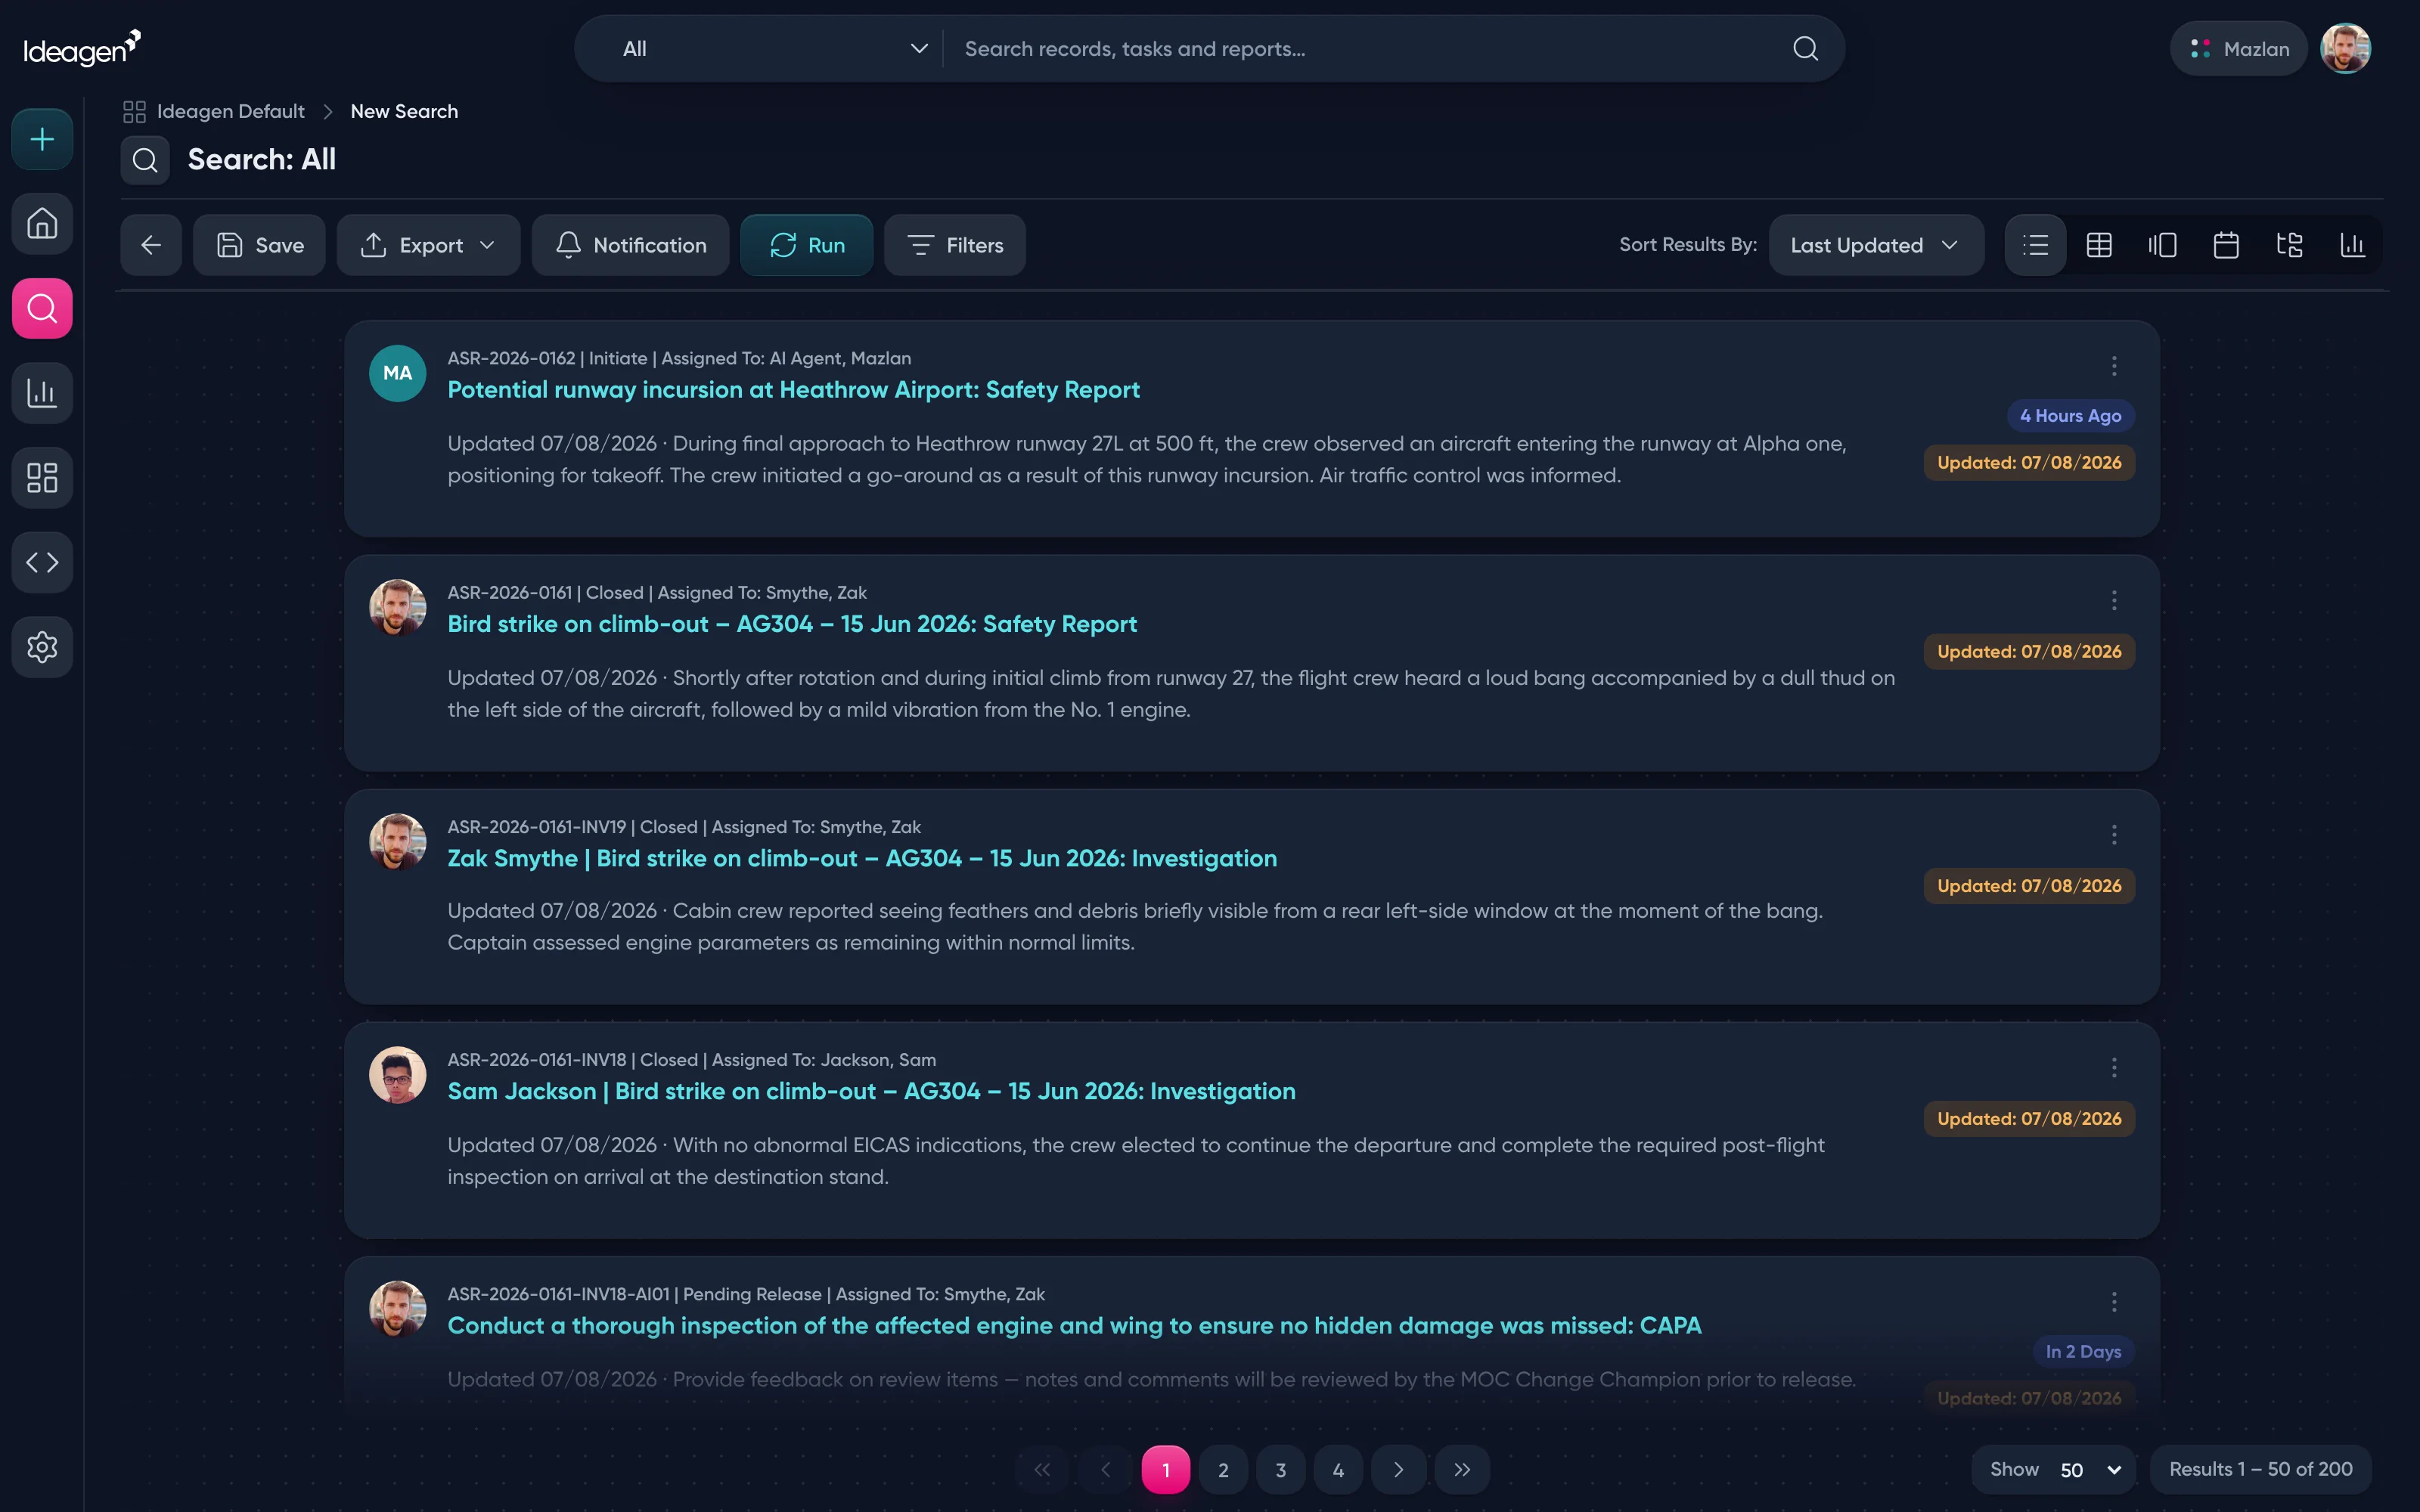 Ideagen
All
Search records, tasks and reports...
Mazlan
Ideagen Default
New Search
Search: All
Save
Export
Notification
Run
Filters
Sort Results By:
Last Updated
MA
ASR-2026-0162 | Initiate | Assigned To: AI Agent, Mazlan
Potential runway incursion at Heathrow Airport: Safety Report
4 Hours Ago
Updated 07/08/2026 · During final approach to Heathrow runway 27L at 500 ft, the crew observed an aircraft entering the runway at Alpha one,
positioning for takeoff. The crew initiated a go-around as a result of this runway incursion. Air traffic control was informed.
Updated: 07/08/2026
ASR-2026-0161 | Closed | Assigned To: Smythe, Zak
Bird strike on climb-out – AG304 – 15 Jun 2026: Safety Report
Updated: 07/08/2026
Updated 07/08/2026 · Shortly after rotation and during initial climb from runway 27, the flight crew heard a loud bang accompanied by a dull thud on
the left side of the aircraft, followed by a mild vibration from the No. 1 engine.
ASR-2026-0161-INV19 | Closed | Assigned To: Smythe, Zak
Zak Smythe | Bird strike on climb-out – AG304 – 15 Jun 2026: Investigation
Updated: 07/08/2026
Updated 07/08/2026 · Cabin crew reported seeing feathers and debris briefly visible from a rear left-side window at the moment of the bang.
Captain assessed engine parameters as remaining within normal limits.
ASR-2026-0161-INV18 | Closed | Assigned To: Jackson, Sam
Sam Jackson | Bird strike on climb-out – AG304 – 15 Jun 2026: Investigation
Updated: 07/08/2026
Updated 07/08/2026 · With no abnormal EICAS indications, the crew elected to continue the departure and complete the required post-flight
inspection on arrival at the destination stand.
ASR-2026-0161-INV18-AI01 | Pending Release | Assigned To: Smythe, Zak
Conduct a thorough inspection of the affected engine and wing to ensure no hidden damage was missed: CAPA
In 2 Days
Updated 07/08/2026 · Provide feedback on review items — notes and comments will be reviewed by the MOC Change Champion prior to release.
Updated: 07/08/2026
1
2
3
4
Show 50
Results 1 – 50 of 200